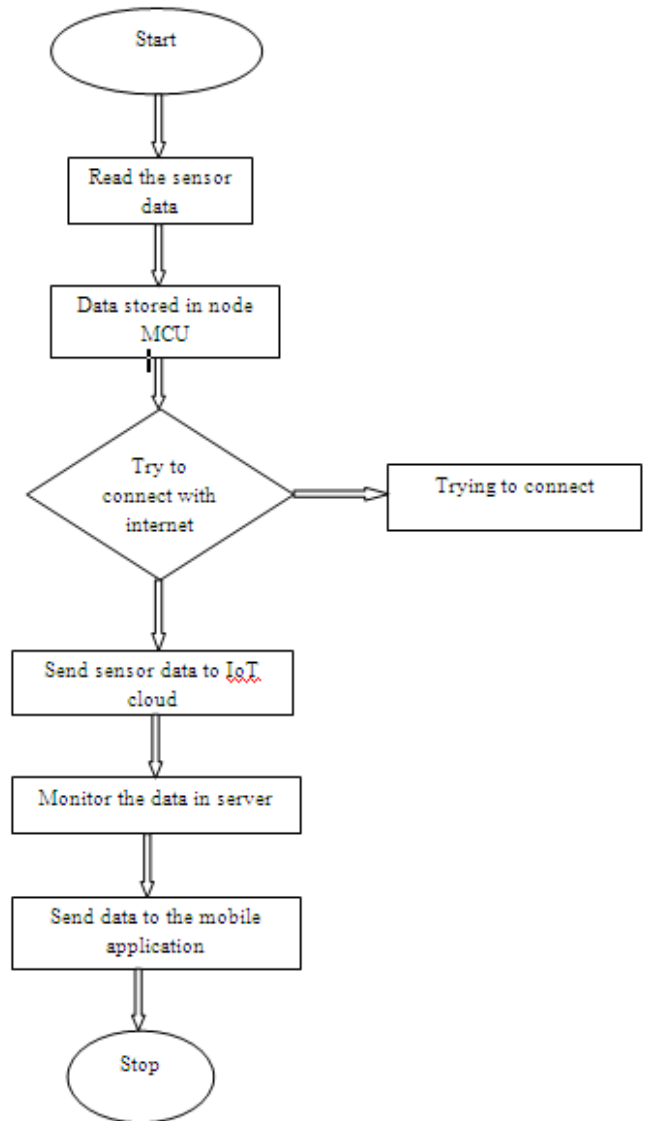 Start
Read the sensor
data
Data stored in node
MCU
Try to
connect with
internet
Trying to connect
Send sensor data to IoT
cloud
Monitor the data in server
Send data to the mobile
application
Stop